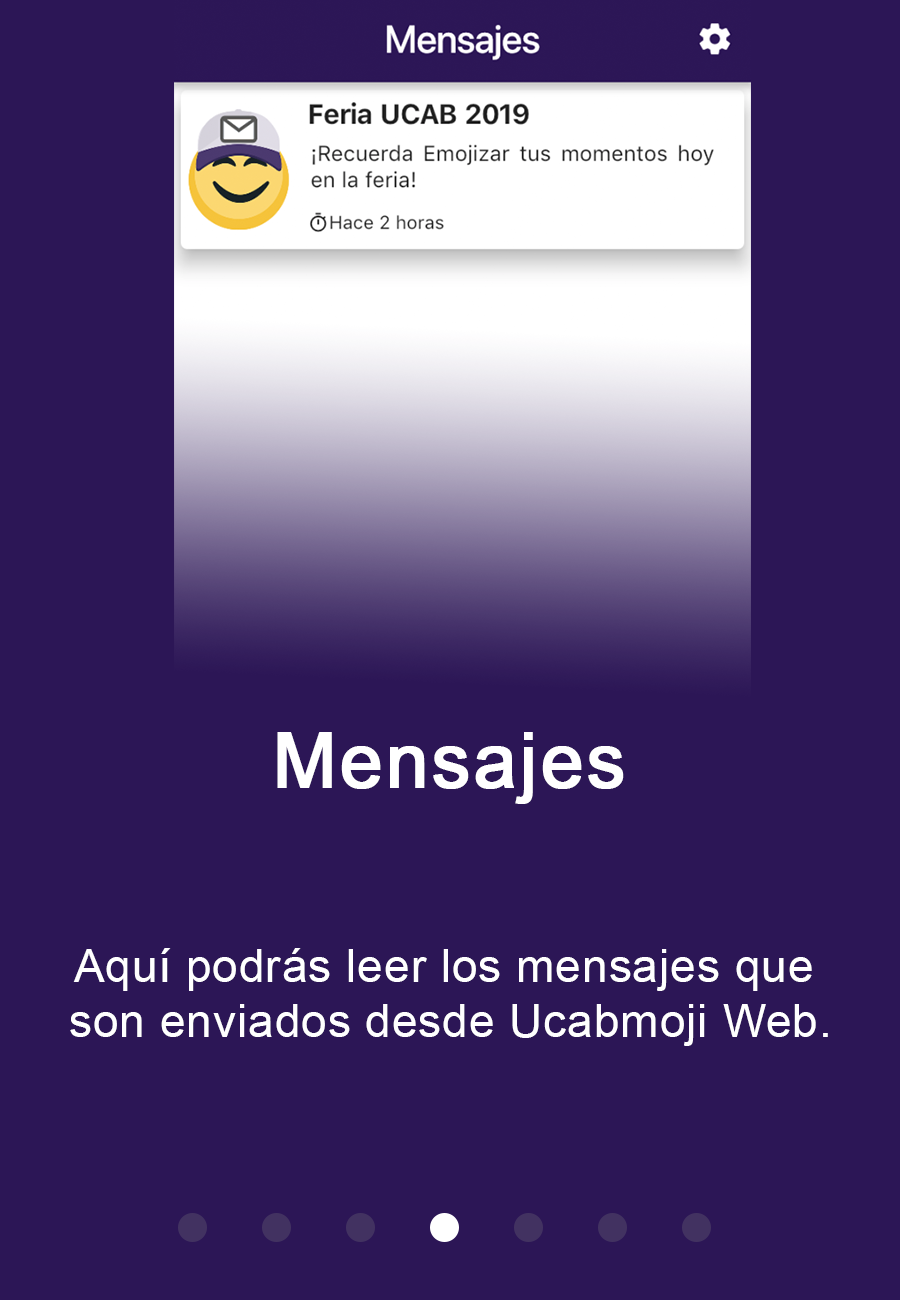 Mensajes
Feria UCAB 2019
¡Recuerda Emojizar tus momentos hoy
en la feria!
Hace 2 horas
Mensajes
Aquí podrás leer los mensajes que
son enviados desde Ucabmoji Web.